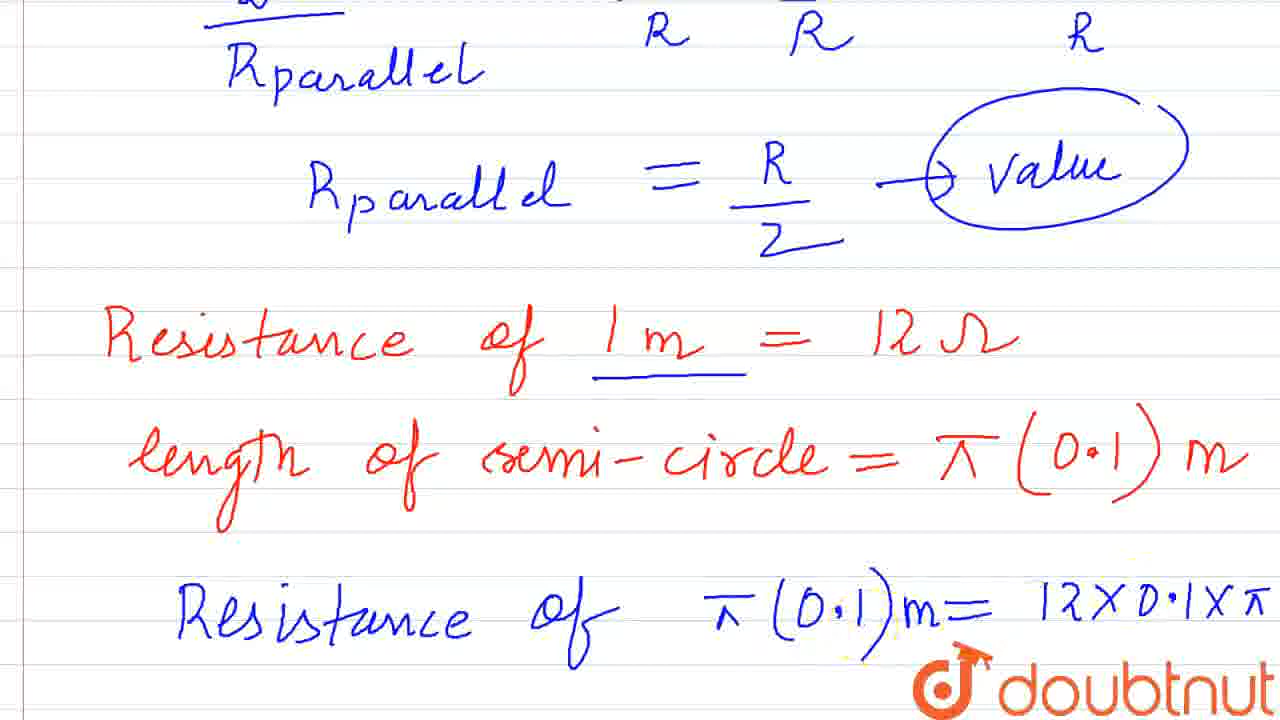 R R R
Rparallel
Rparallel = R/2 → value
Resistance of 1 m = 12 Ω
length of semi-circle = π (0.1) m
Resistance of π (0.1) m = 12 × 0.1 × π
doubtnut